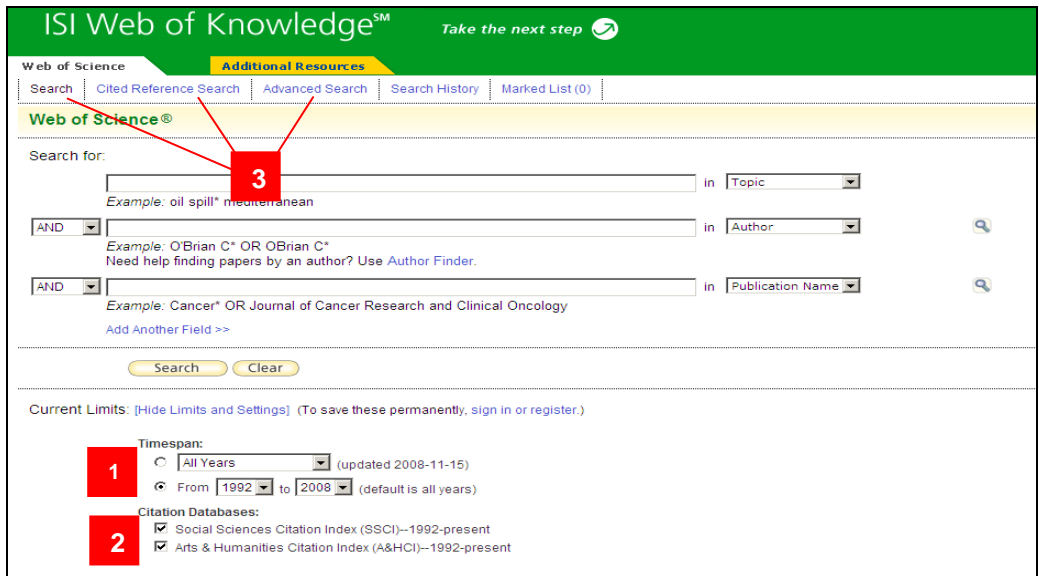 ISI Web of Knowledge℠ Take the next step
Web of Science Additional Resources
Search Cited Reference Search Advanced Search Search History Marked List (0)
Web of Science®
Search for:
3
in Topic
Example: oil spill* mediterranean
AND in Author
Example: O'Brian C* OR OBrian C*
Need help finding papers by an author? Use Author Finder.
AND in Publication Name
Example: Cancer* OR Journal of Cancer Research and Clinical Oncology
Add Another Field >>
Search Clear
Current Limits: [Hide Limits and Settings] (To save these permanently, sign in or register.)
Timespan:
1
All Years (updated 2008-11-15)
From 1992 to 2008 (default is all years)
Citation Databases:
2
Social Sciences Citation Index (SSCI)--1992-present
Arts & Humanities Citation Index (A&HCI)--1992-present